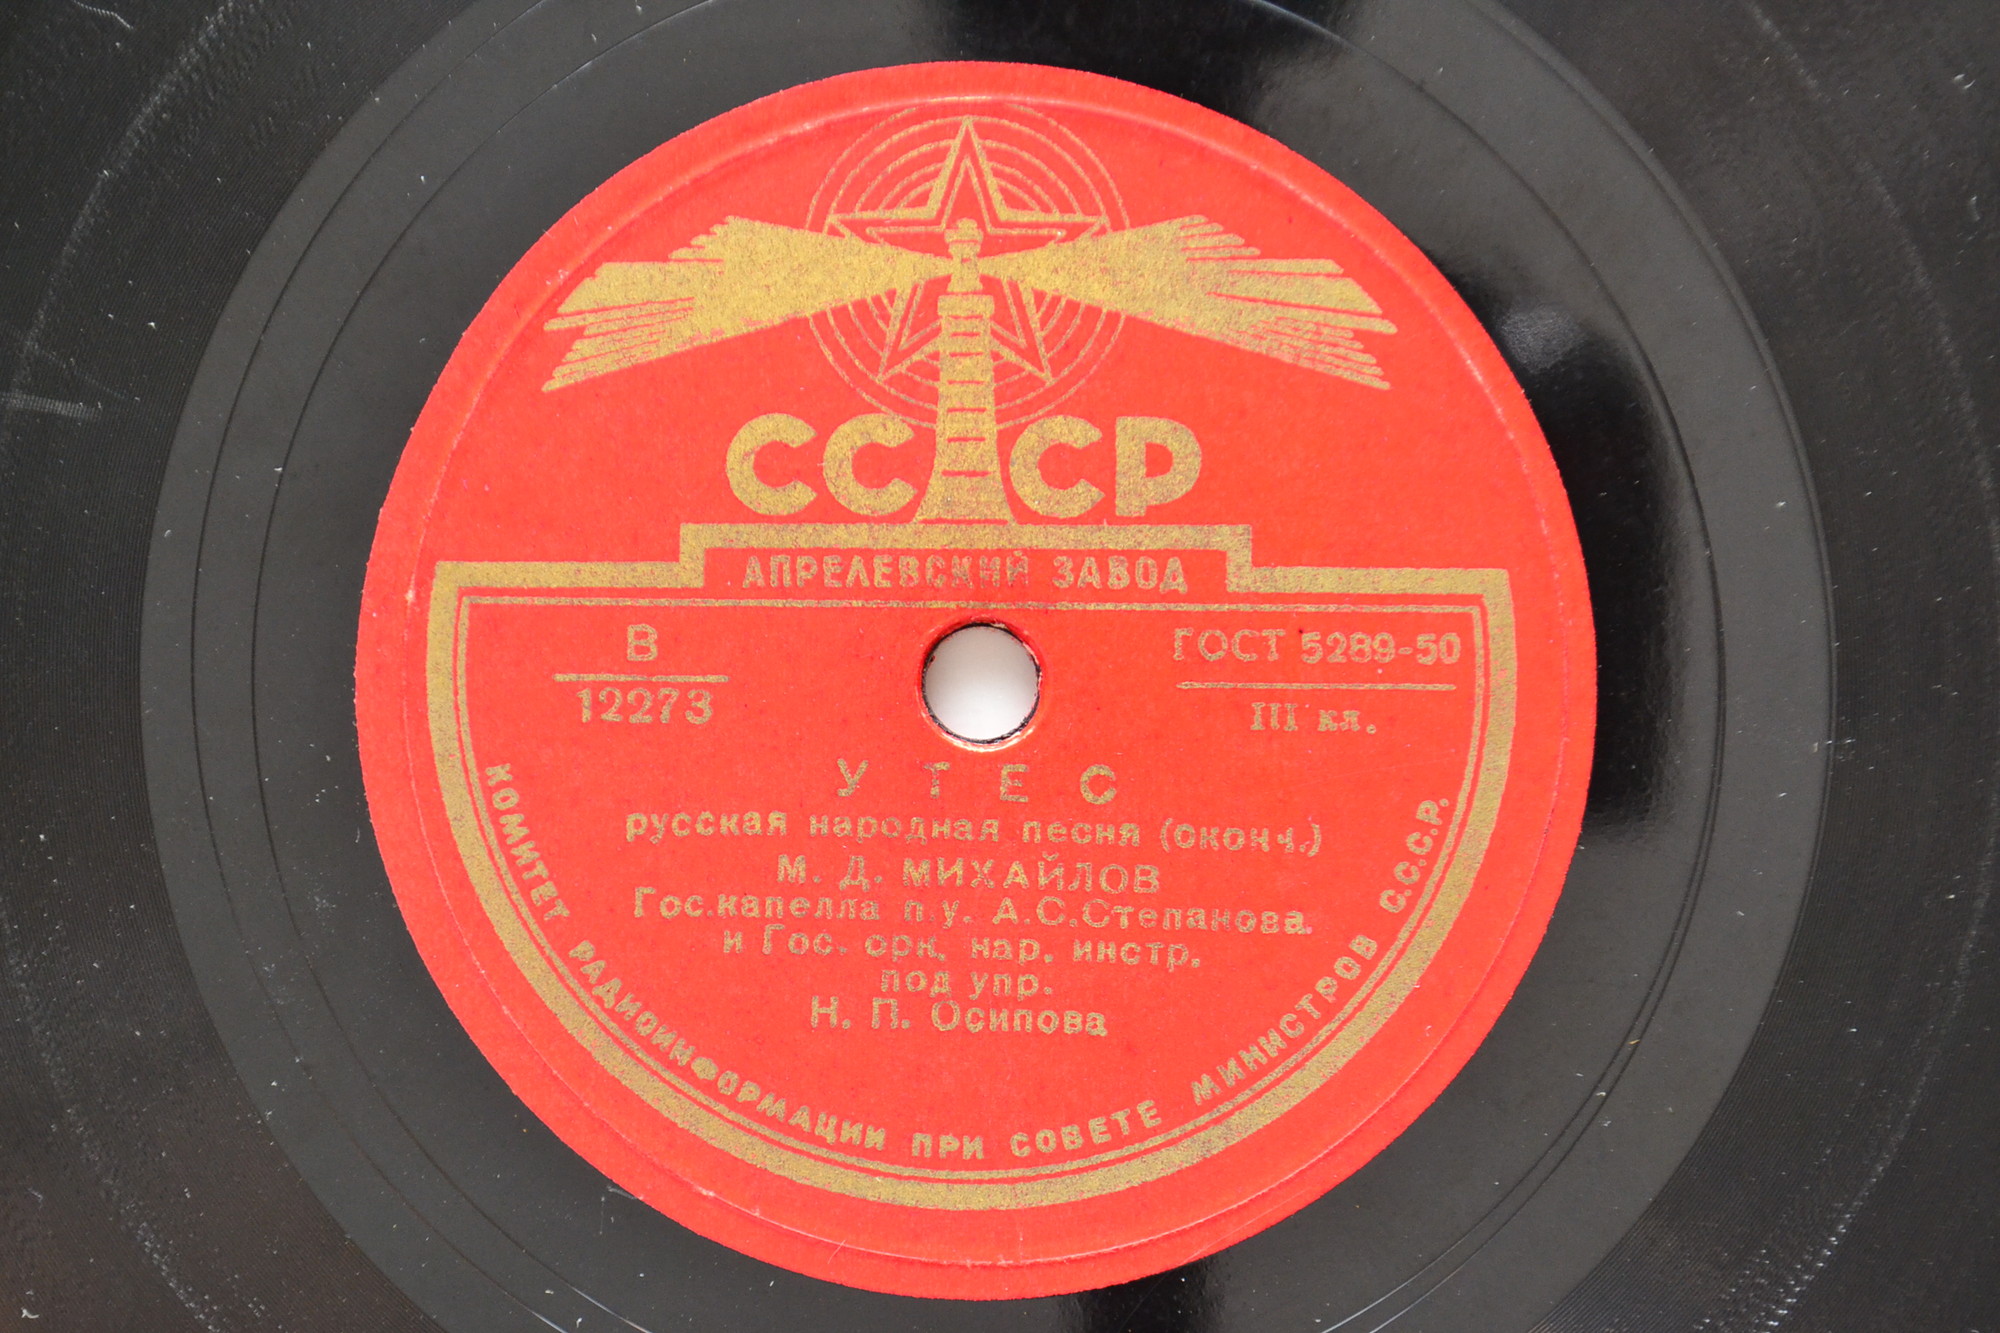 СССР
АПРЕЛЕВСКИЙ ЗАВОД
В
12273
ГОСТ 5289-50
III кл.
УТЕС
русская народная песня (оконч.)
М. Д. МИХАЙЛОВ
Гос.капелла п.у. А.С.Степанова
и Гос. орк. нар. инстр.
под упр.
Н. П. Осипова
КОМИТЕТ РАДИОИНФОРМАЦИИ ПРИ СОВЕТЕ МИНИСТРОВ С.С.С.Р.